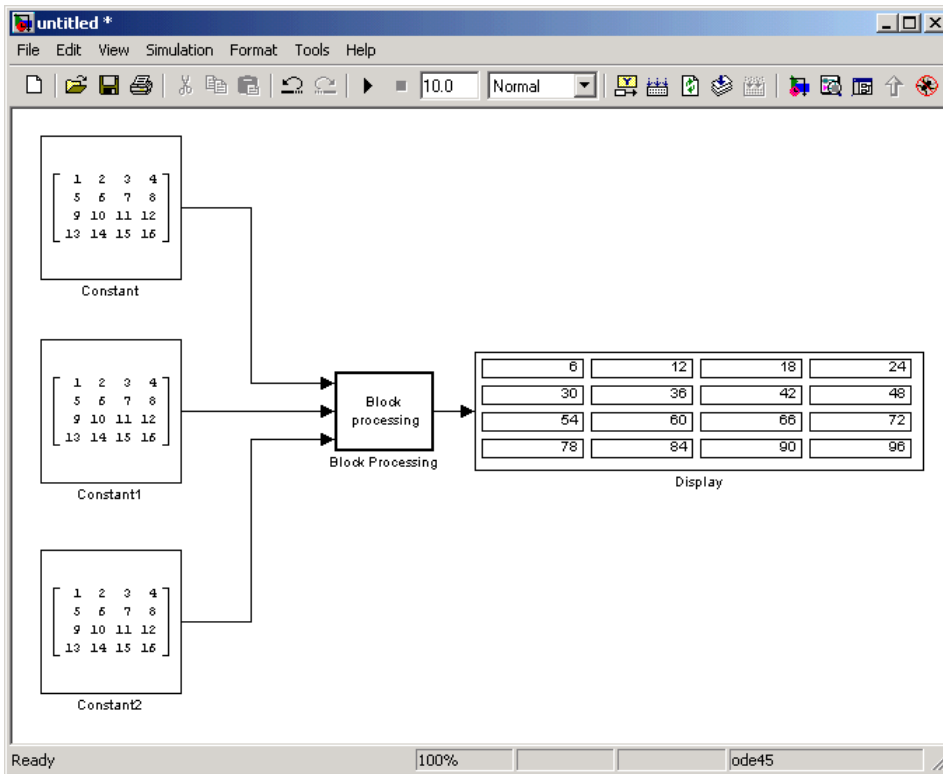 untitled *
File Edit View Simulation Format Tools Help
10.0 Normal
1 2 3 4
5 6 7 8
9 10 11 12
13 14 15 16
Constant
1 2 3 4
5 6 7 8
9 10 11 12
13 14 15 16
Constant1
Block
processing
Block Processing
6 12 18 24
30 36 42 48
54 60 66 72
78 84 90 96
Display
1 2 3 4
5 6 7 8
9 10 11 12
13 14 15 16
Constant2
Ready 100% ode45